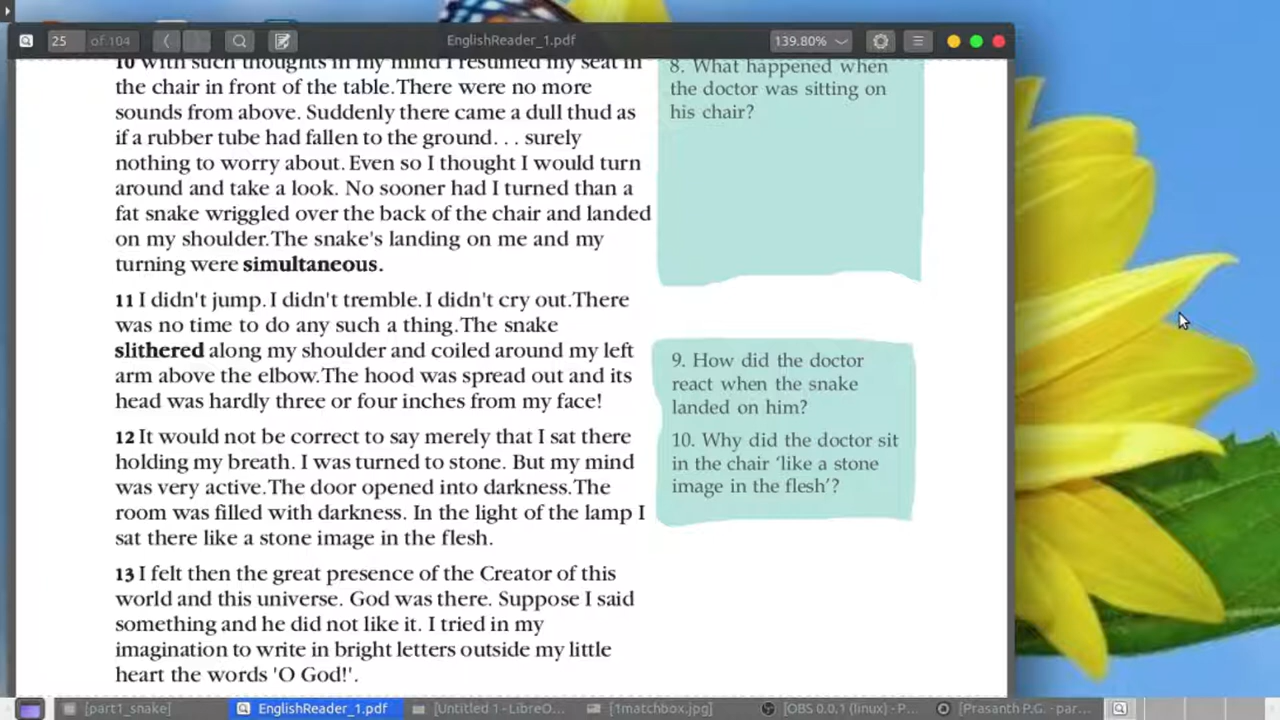 25 of 104
EnglishReader_1.pdf
139.80%
10 With such thoughts in my mind I resumed my seat in
the chair in front of the table. There were no more
sounds from above. Suddenly there came a dull thud as
if a rubber tube had fallen to the ground. . . surely
nothing to worry about. Even so I thought I would turn
around and take a look. No sooner had I turned than a
fat snake wriggled over the back of the chair and landed
on my shoulder. The snake's landing on me and my
turning were simultaneous.
11 I didn't jump. I didn't tremble. I didn't cry out. There
was no time to do any such a thing. The snake
slithered along my shoulder and coiled around my left
arm above the elbow. The hood was spread out and its
head was hardly three or four inches from my face!
12 It would not be correct to say merely that I sat there
holding my breath. I was turned to stone. But my mind
was very active. The door opened into darkness. The
room was filled with darkness. In the light of the lamp I
sat there like a stone image in the flesh.
13 I felt then the great presence of the Creator of this
world and this universe. God was there. Suppose I said
something and he did not like it. I tried in my
imagination to write in bright letters outside my little
heart the words 'O God!'.
8. What happened when
the doctor was sitting on
his chair?
9. How did the doctor
react when the snake
landed on him?
10. Why did the doctor sit
in the chair ‘like a stone
image in the flesh’?
[part1_snake]
EnglishReader_1.pdf
[Untitled 1 - LibreO...
[1matchbox.jpg]
[OBS 0.0.1 (linux) - P...
[Prasanth P.G. - par...